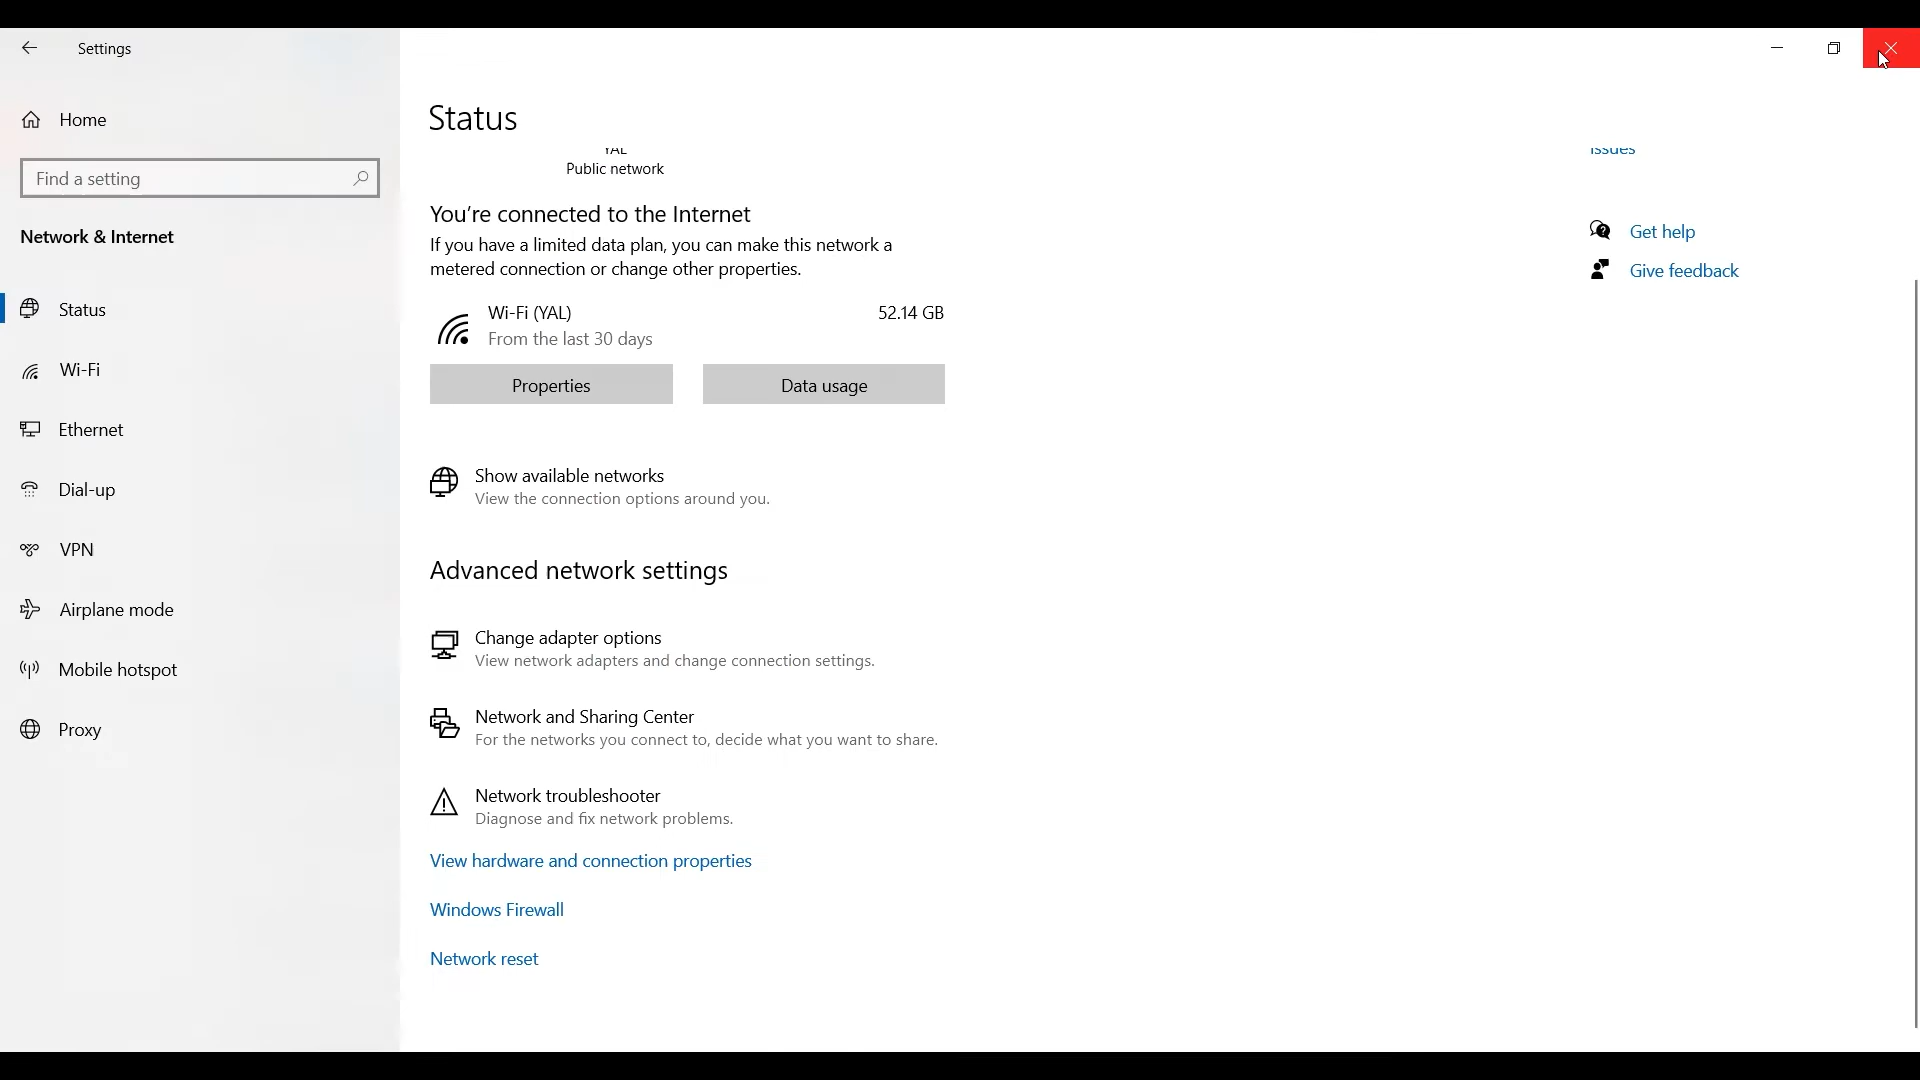 Settings
Home
Find a setting
Network & Internet
Status
Wi-Fi
Ethernet
Dial-up
VPN
Airplane mode
Mobile hotspot
Proxy
Status
YAL
Public network
You're connected to the Internet
If you have a limited data plan, you can make this network a
metered connection or change other properties.
Wi-Fi (YAL) 52.14 GB
From the last 30 days
Properties Data usage
Show available networks
View the connection options around you.
Advanced network settings
Change adapter options
View network adapters and change connection settings.
Network and Sharing Center
For the networks you connect to, decide what you want to share.
Network troubleshooter
Diagnose and fix network problems.
View hardware and connection properties
Windows Firewall
Network reset
issues
Get help
Give feedback